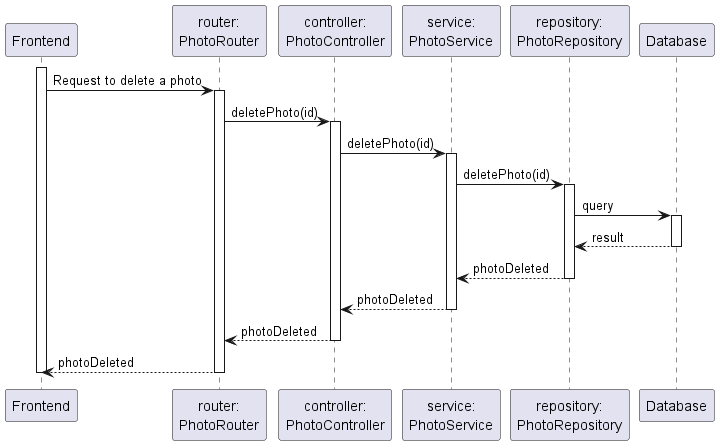 Frontend
router:
PhotoRouter
controller:
PhotoController
service:
PhotoService
repository:
PhotoRepository
Database
Request to delete a photo
deletePhoto(id)
deletePhoto(id)
deletePhoto(id)
query
result
photoDeleted
photoDeleted
photoDeleted
photoDeleted
Frontend
router:
PhotoRouter
controller:
PhotoController
service:
PhotoService
repository:
PhotoRepository
Database